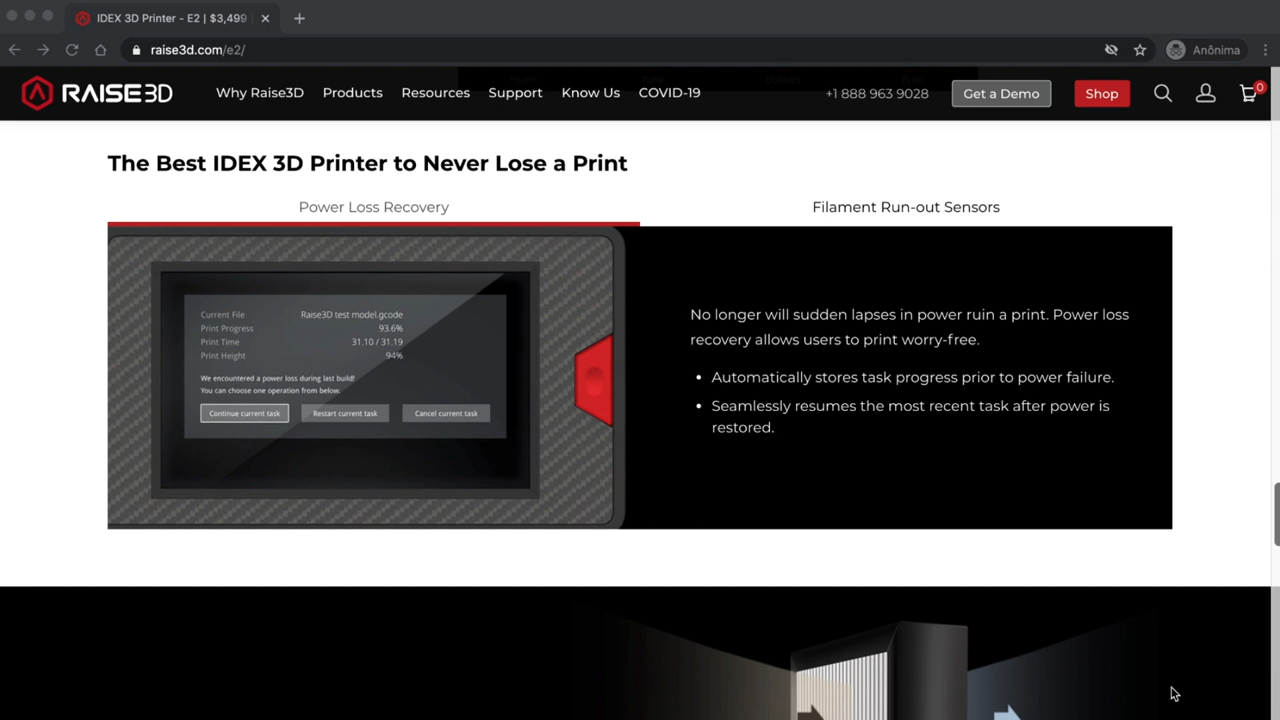 IDEX 3D Printer - E2 | $3,499
raise3d.com/e2/
Anônima
RAISE3D
Why Raise3D
Products
Resources
Support
Know Us
COVID-19
+1 888 963 9028
Get a Demo
Shop
0
The Best IDEX 3D Printer to Never Lose a Print
Power Loss Recovery
Filament Run-out Sensors
Current File Raise3D test model.gcode
Print Progress 93.6%
Print Time 31.10 / 31.19
Print Height 94%
We encountered a power loss during last build!
You can choose one operation from below.
Continue current task
Restart current task
Cancel current task
No longer will sudden lapses in power ruin a print. Power loss
recovery allows users to print worry-free.
• Automatically stores task progress prior to power failure.
• Seamlessly resumes the most recent task after power is
restored.